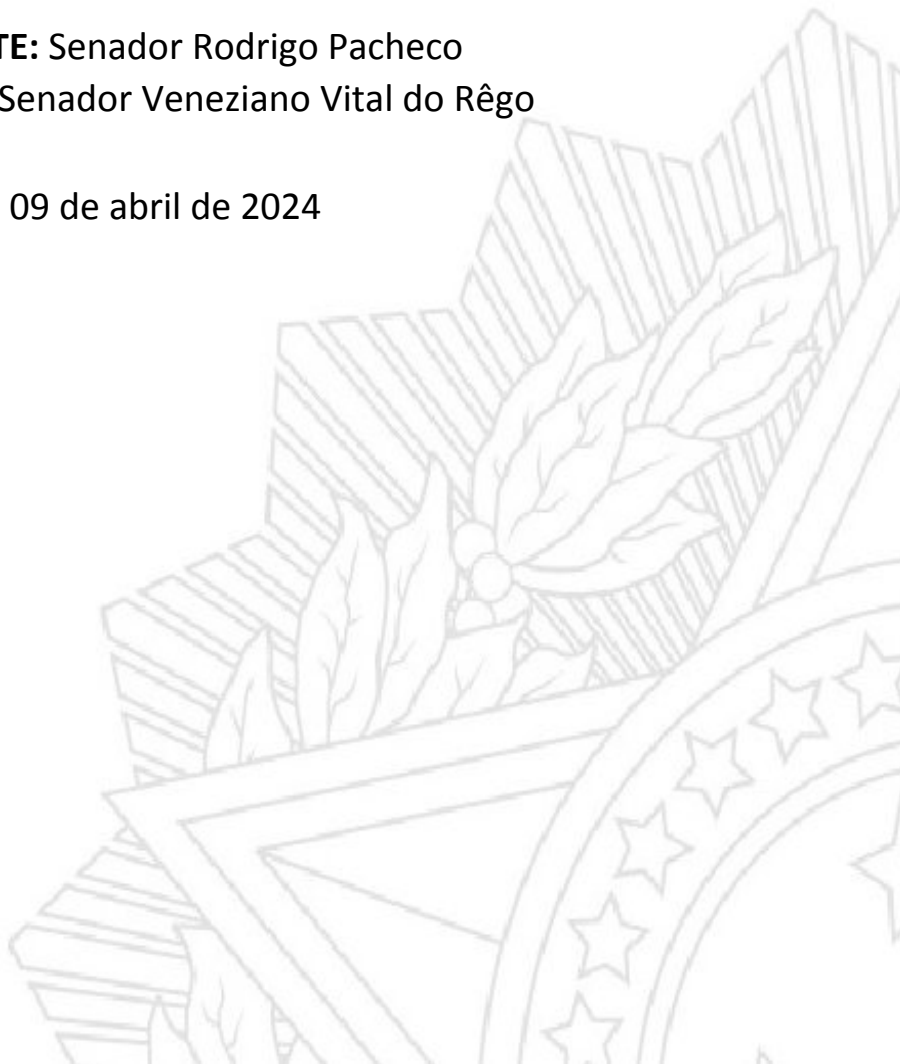 TE: Senador Rodrigo Pacheco
Senador Veneziano Vital do Rêgo
09 de abril de 2024